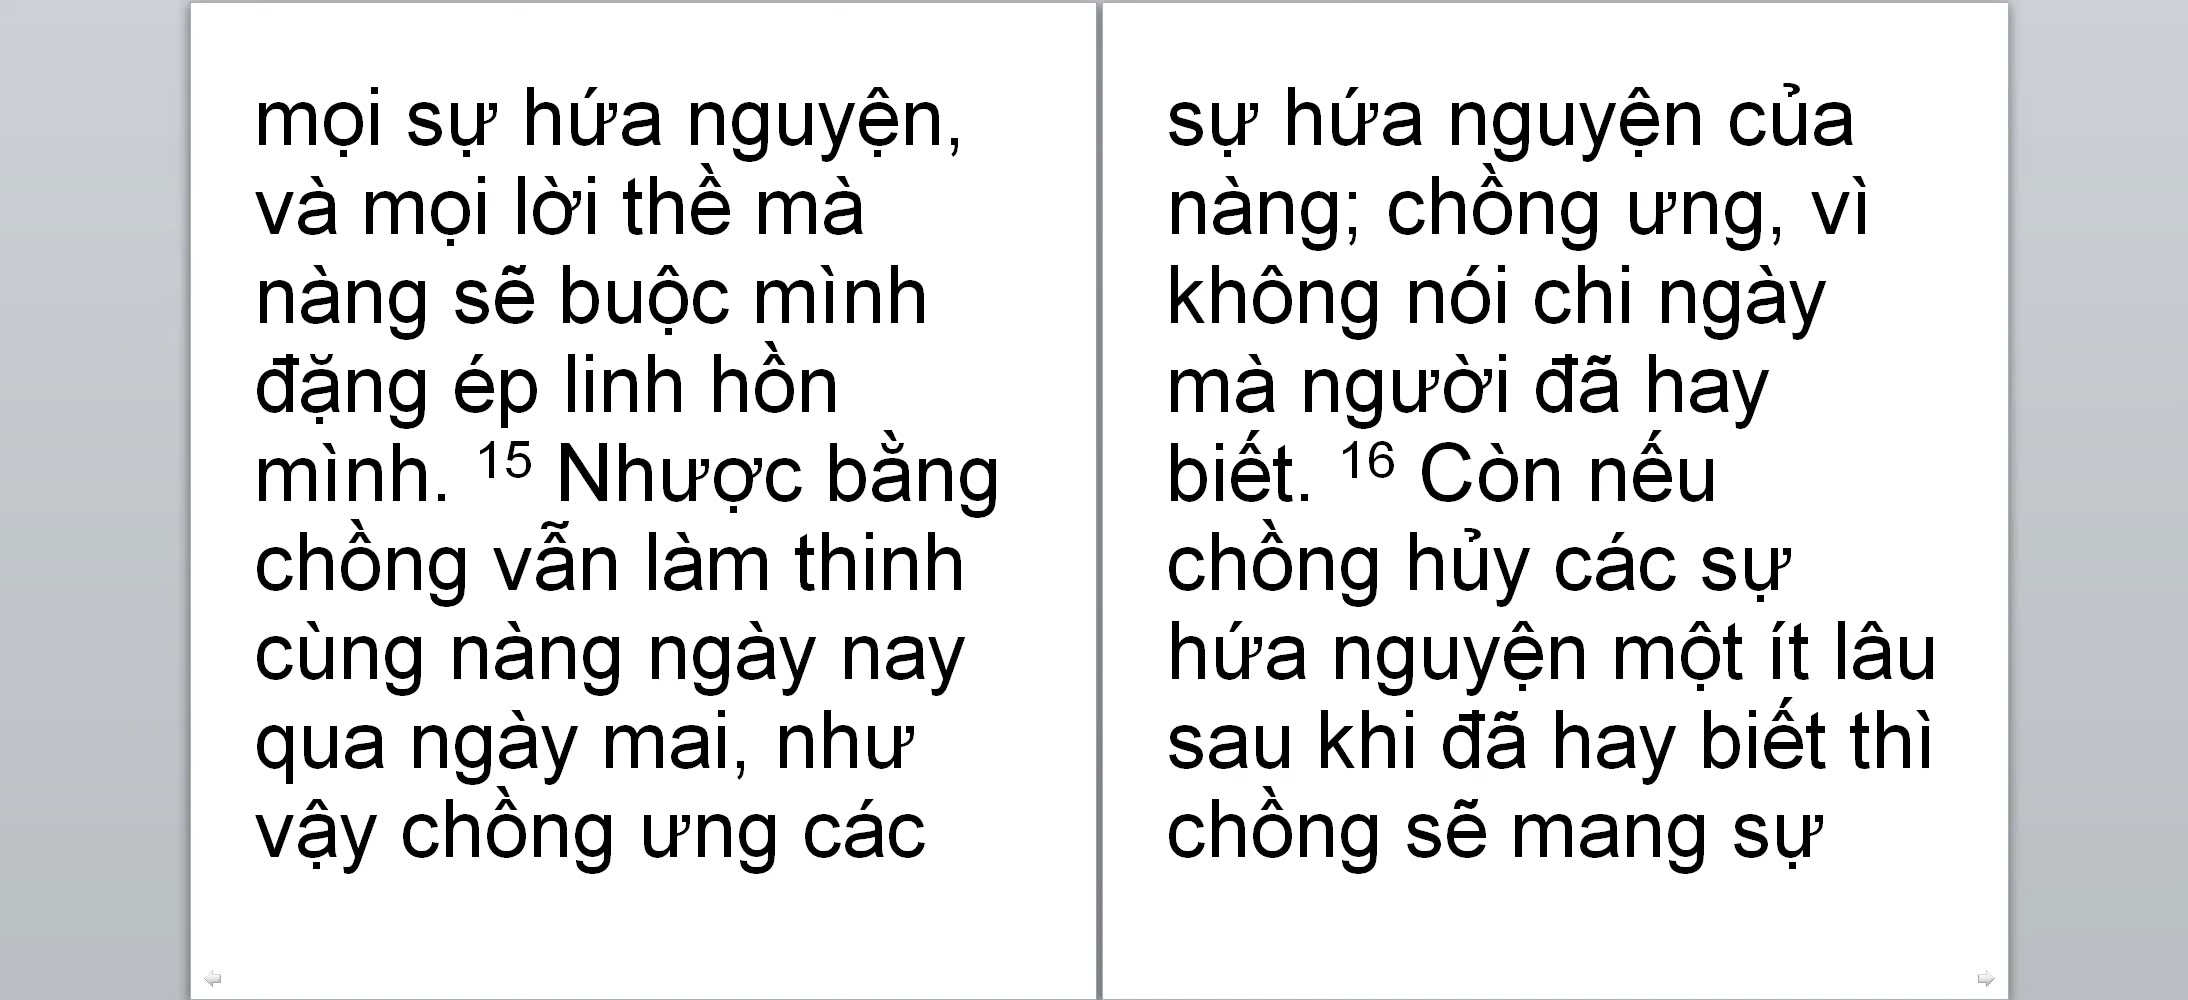 mọi sự hứa nguyện,
và mọi lời thề mà
nàng sẽ buộc mình
đặng ép linh hồn
mình. 15 Nhược bằng
chồng vẫn làm thinh
cùng nàng ngày nay
qua ngày mai, như
vậy chồng ưng các
sự hứa nguyện của
nàng; chồng ưng, vì
không nói chi ngày
mà người đã hay
biết. 16 Còn nếu
chồng hủy các sự
hứa nguyện một ít lâu
sau khi đã hay biết thì
chồng sẽ mang sự